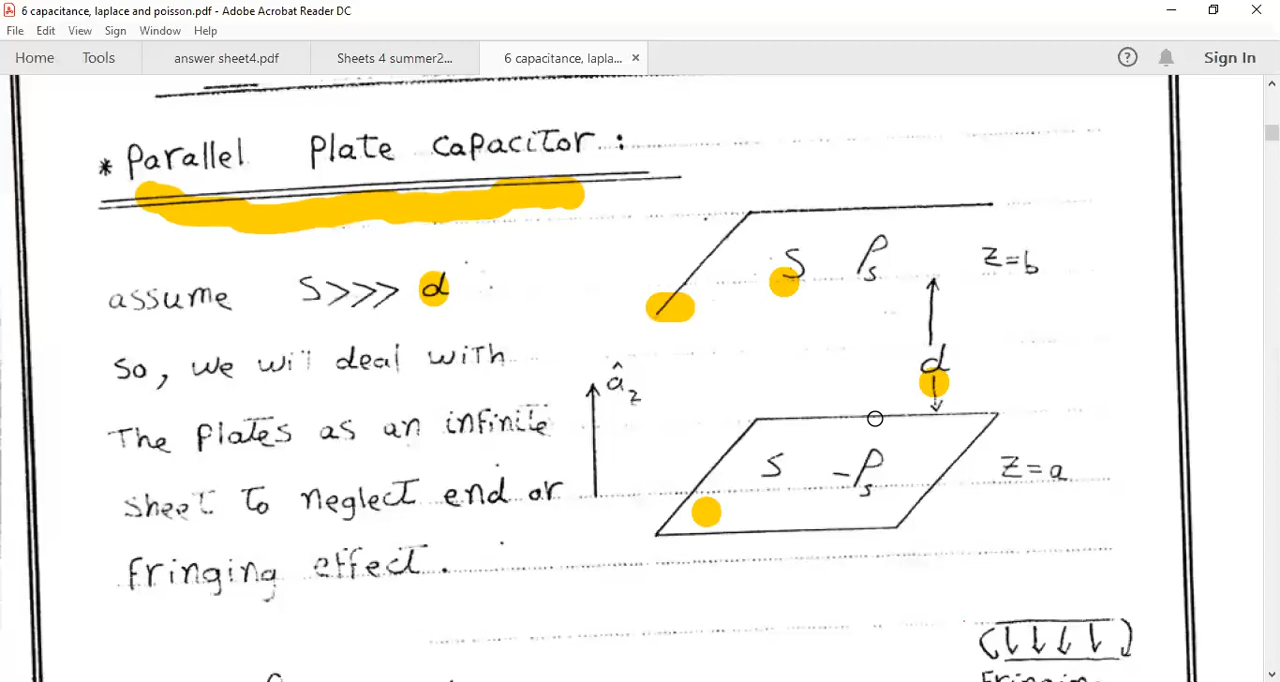 6 capacitance, laplace and poisson.pdf - Adobe Acrobat Reader DC
File Edit View Sign Window Help
Home Tools answer sheet4.pdf Sheets 4 summer2... 6 capacitance, lapla... × ? Sign In
* Parallel Plate capacitor :
assume S>>> d
So, we will deal with
The plates as an infinite
sheet to neglect end or
fringing effect.
S ρs z=b
d
âz
S -ρs z=a
Fringing